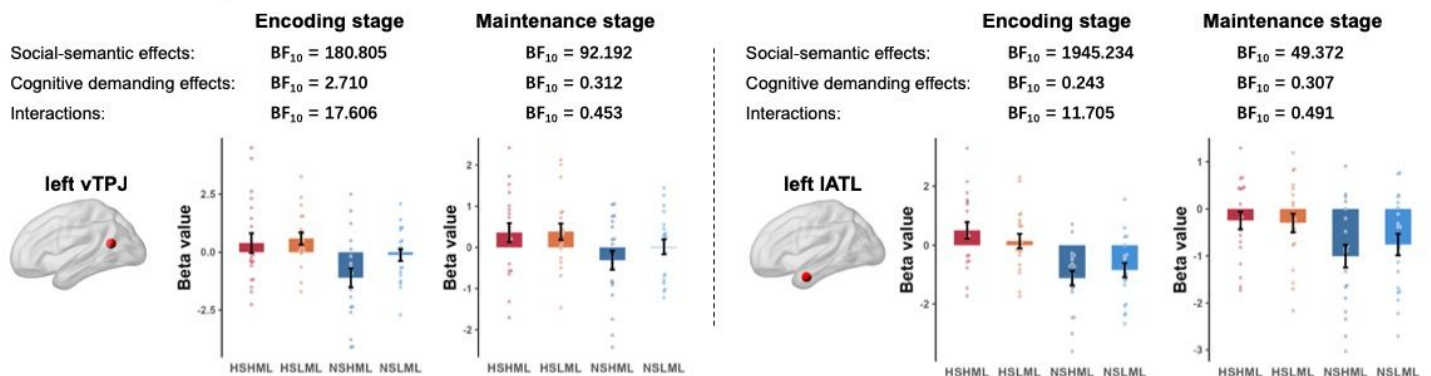 Encoding stage Maintenance stage
Social-semantic effects: BF10 = 180.805 BF10 = 92.192
Cognitive demanding effects: BF10 = 2.710 BF10 = 0.312
Interactions: BF10 = 17.606 BF10 = 0.453
left vTPJ
Beta value
2.5
0.0
-2.5
HSHML HSLML NSHML NSLML
Beta value
2
1
0
-1
-2
HSHML HSLML NSHML NSLML
Encoding stage Maintenance stage
Social-semantic effects: BF10 = 1945.234 BF10 = 49.372
Cognitive demanding effects: BF10 = 0.243 BF10 = 0.307
Interactions: BF10 = 11.705 BF10 = 0.491
left lATL
Beta value
2
0
-2
HSHML HSLML NSHML NSLML
Beta value
1
0
-1
-2
-3
HSHML HSLML NSHML NSLML